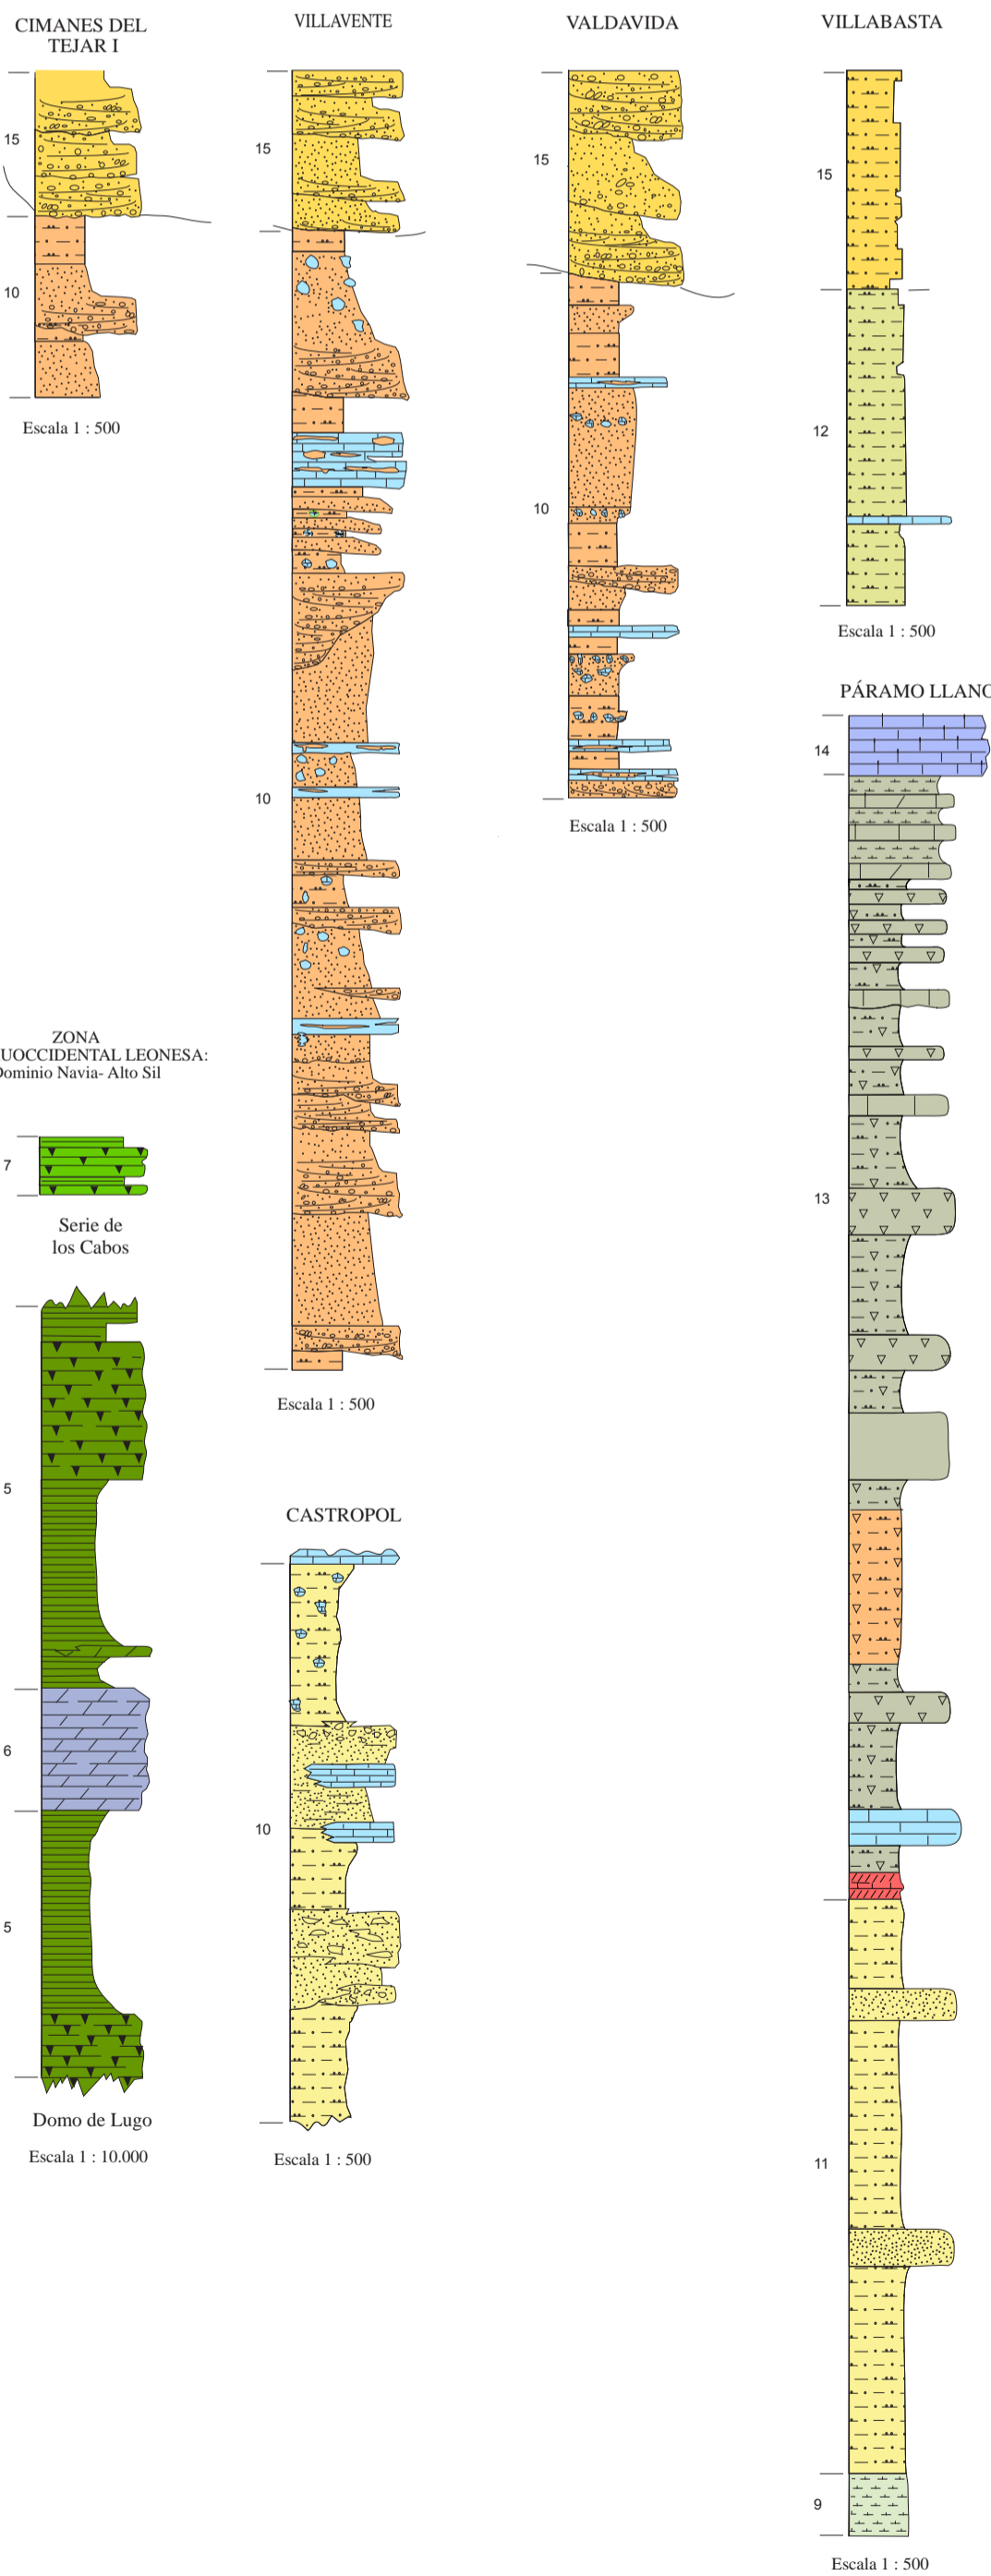 CIMANES DEL
TEJAR I
15
10
Escala 1 : 500
VILLAVENTE
15
10
Escala 1 : 500
VALDAVIDA
15
10
Escala 1 : 500
VILLABASTA
15
12
Escala 1 : 500
PÁRAMO LLANO
14
13
11
9
Escala 1 : 500
ZONA
UOCCIDENTAL LEONESA:
Dominio Navia- Alto Sil
7
Serie de
los Cabos
5
6
5
Domo de Lugo
Escala 1 : 10.000
CASTROPOL
10
Escala 1 : 500